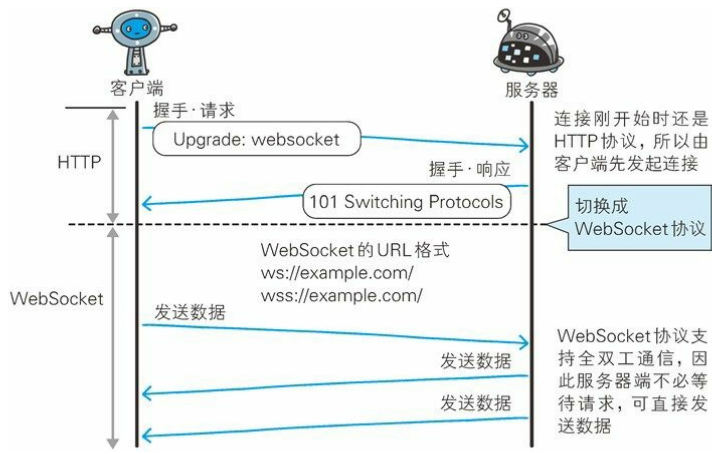 客户端
服务器
握手·请求
Upgrade: websocket
连接刚开始时还是
HTTP协议，所以由
客户端先发起连接
HTTP
握手·响应
101 Switching Protocols
切换成
WebSocket协议
WebSocket的URL格式
ws://example.com/
wss://example.com/
WebSocket
发送数据
发送数据
发送数据
WebSocket协议支
持全双工通信，因
此服务器端不必等
待请求，可直接发
送数据